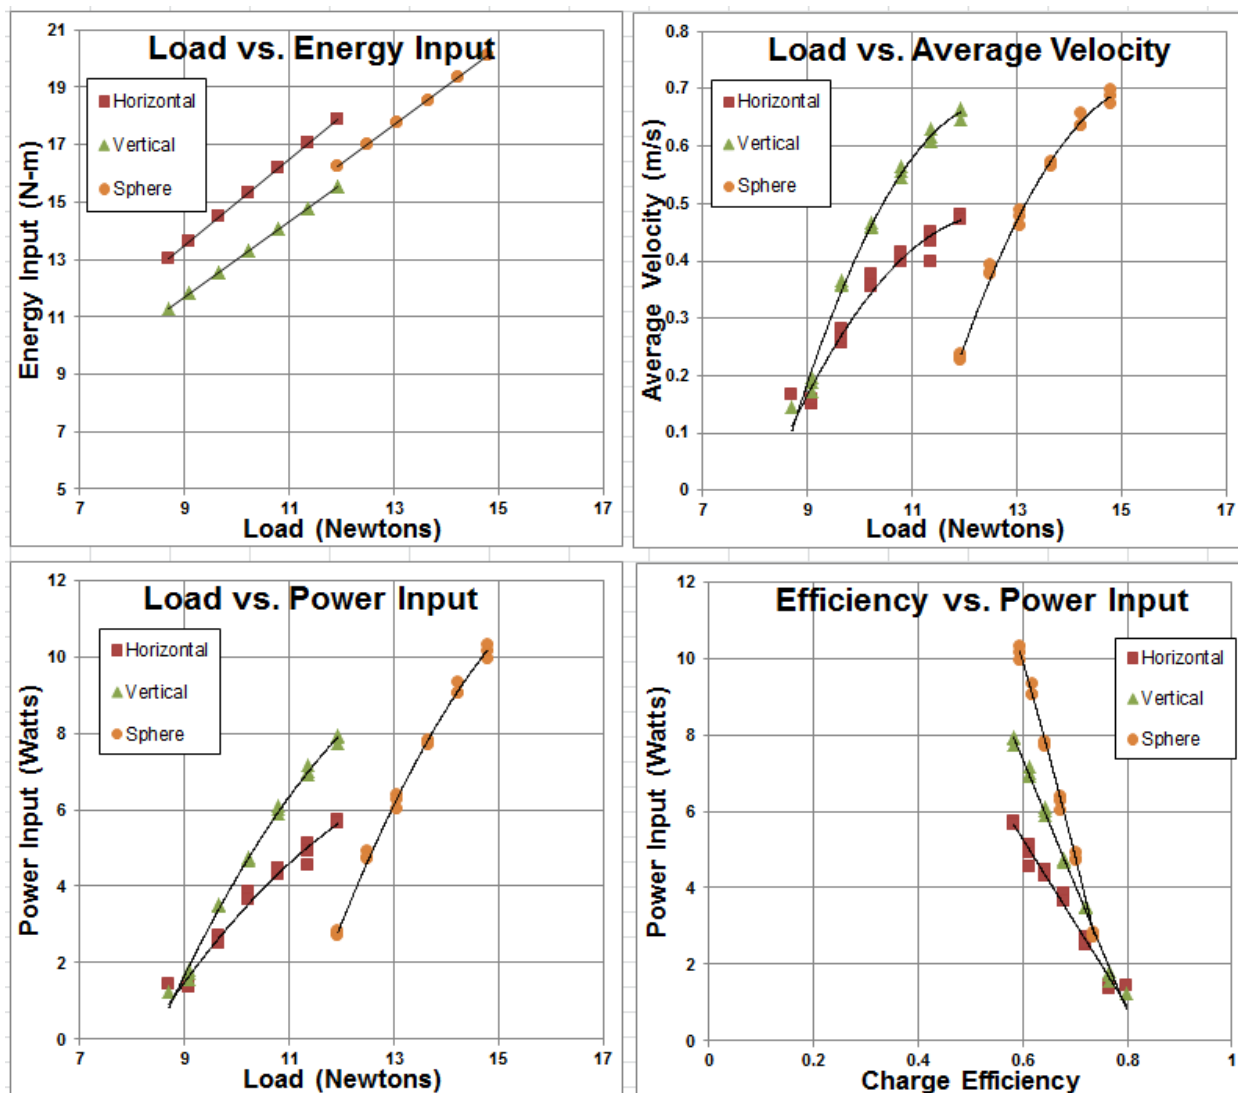 Load vs. Energy Input
21
19
17
15
13
11
9
7
5
Energy Input (N-m)
Horizontal
Vertical
Sphere
7 9 11 13 15 17
Load (Newtons)
Load vs. Average Velocity
0.8
0.7
0.6
0.5
0.4
0.3
0.2
0.1
0
Average Velocity (m/s)
Horizontal
Vertical
Sphere
7 9 11 13 15 17
Load (Newtons)
Load vs. Power Input
12
10
8
6
4
2
0
Power Input (Watts)
Horizontal
Vertical
Sphere
7 9 11 13 15 17
Load (Newtons)
Efficiency vs. Power Input
12
10
8
6
4
2
0
Power Input (Watts)
Horizontal
Vertical
Sphere
0 0.2 0.4 0.6 0.8 1
Charge Efficiency